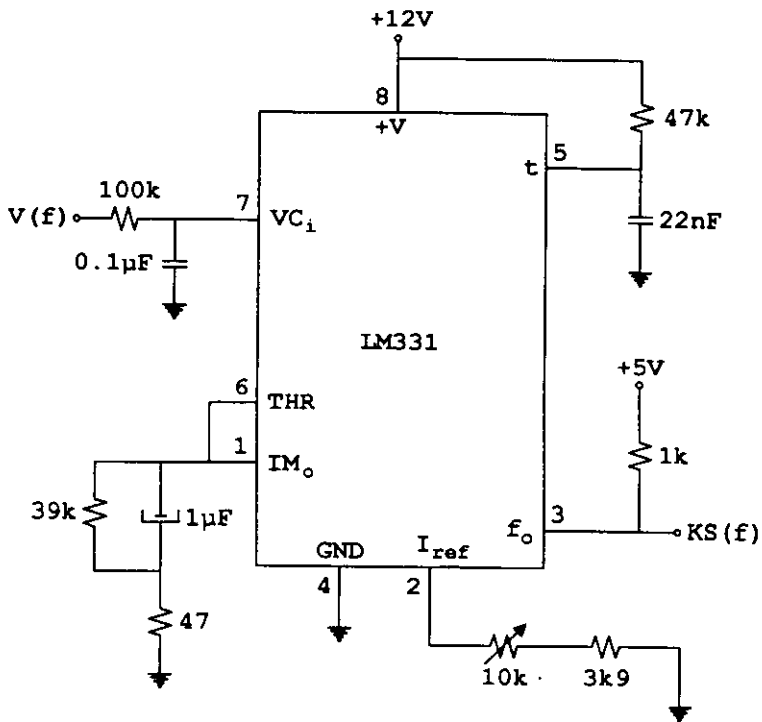 +12V
8
+V
47k
t
5
100k
7
V(f)
VCi
22nF
0.1µF
LM331
+5V
6
THR
1
IMo
1k
39k
1µF
3
fo
KS(f)
GND
Iref
4
2
47
10k
3k9